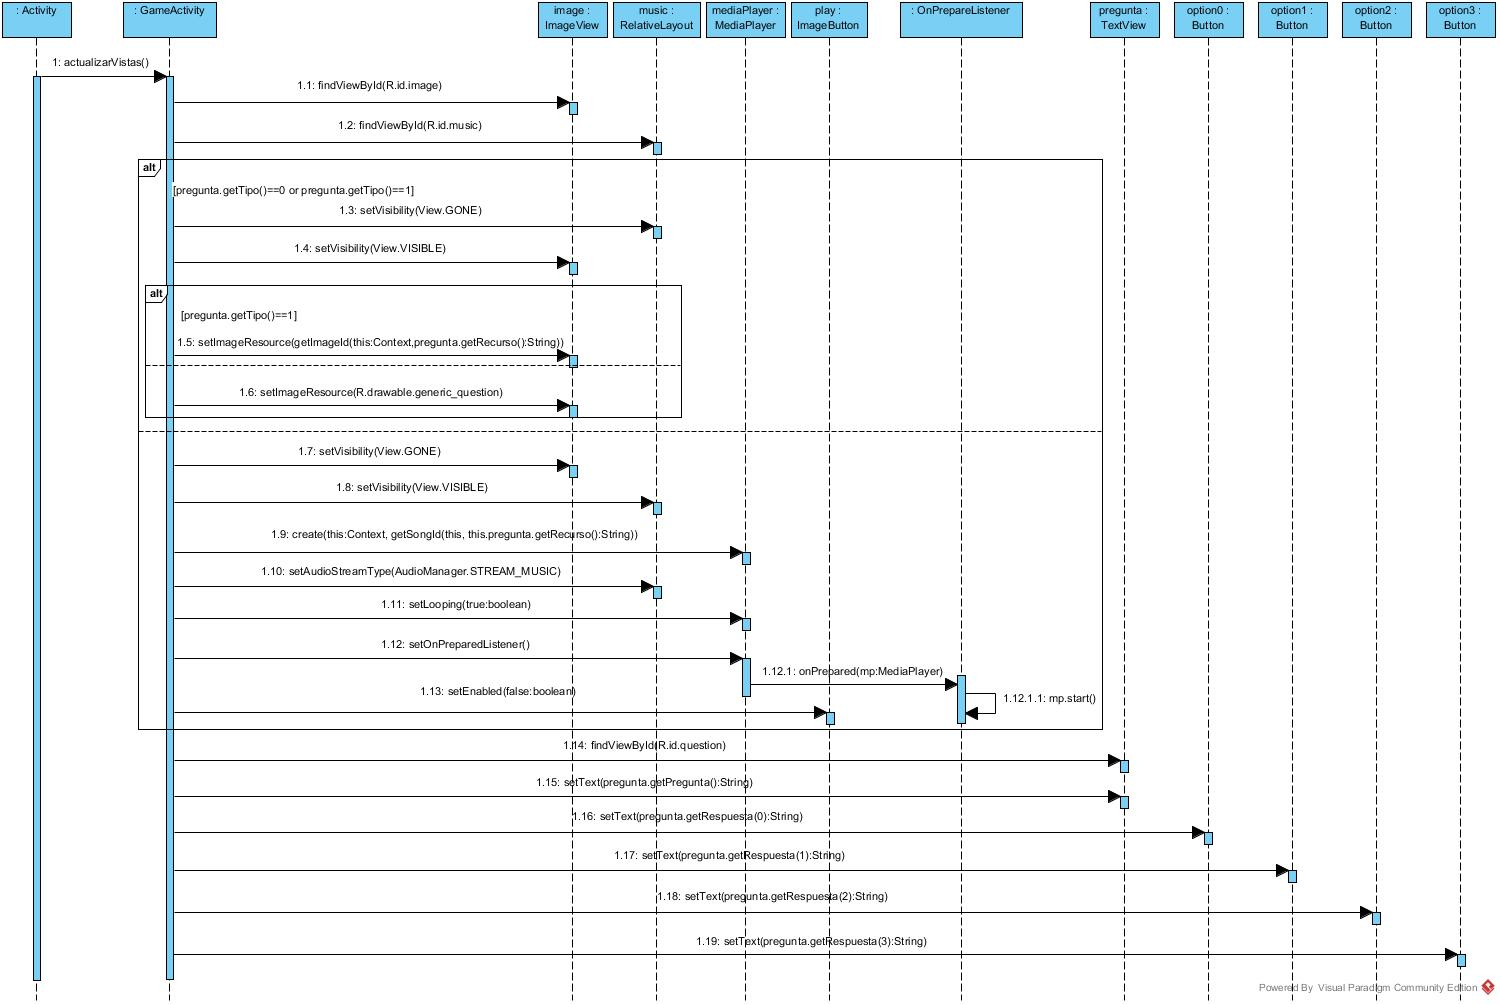 : Activity
: GameActivity
image :
ImageView
music :
RelativeLayout
mediaPlayer :
MediaPlayer
play :
ImageButton
: OnPrepareListener
pregunta :
TextView
option0 :
Button
option1 :
Button
option2 :
Button
option3 :
Button
1: actualizarVistas()
1.1: findViewById(R.id.image)
1.2: findViewById(R.id.music)
alt
[pregunta.getTipo()==0 or pregunta.getTipo()==1]
1.3: setVisibility(View.GONE)
1.4: setVisibility(View.VISIBLE)
alt
[pregunta.getTipo()==1]
1.5: setImageResource(getImageId(this:Context,pregunta.getRecurso():String))
1.6: setImageResource(R.drawable.generic_question)
1.7: setVisibility(View.GONE)
1.8: setVisibility(View.VISIBLE)
1.9: create(this:Context, getSongId(this, this.pregunta.getRecurso():String))
1.10: setAudioStreamType(AudioManager.STREAM_MUSIC)
1.11: setLooping(true:boolean)
1.12: setOnPreparedListener()
1.12.1: onPrepared(mp:MediaPlayer)
1.13: setEnabled(false:boolean)
1.12.1.1: mp.start()
1.14: findViewById(R.id.question)
1.15: setText(pregunta.getPregunta():String)
1.16: setText(pregunta.getRespuesta(0):String)
1.17: setText(pregunta.getRespuesta(1):String)
1.18: setText(pregunta.getRespuesta(2):String)
1.19: setText(pregunta.getRespuesta(3):String)
Powered By Visual Paradigm Community Edition